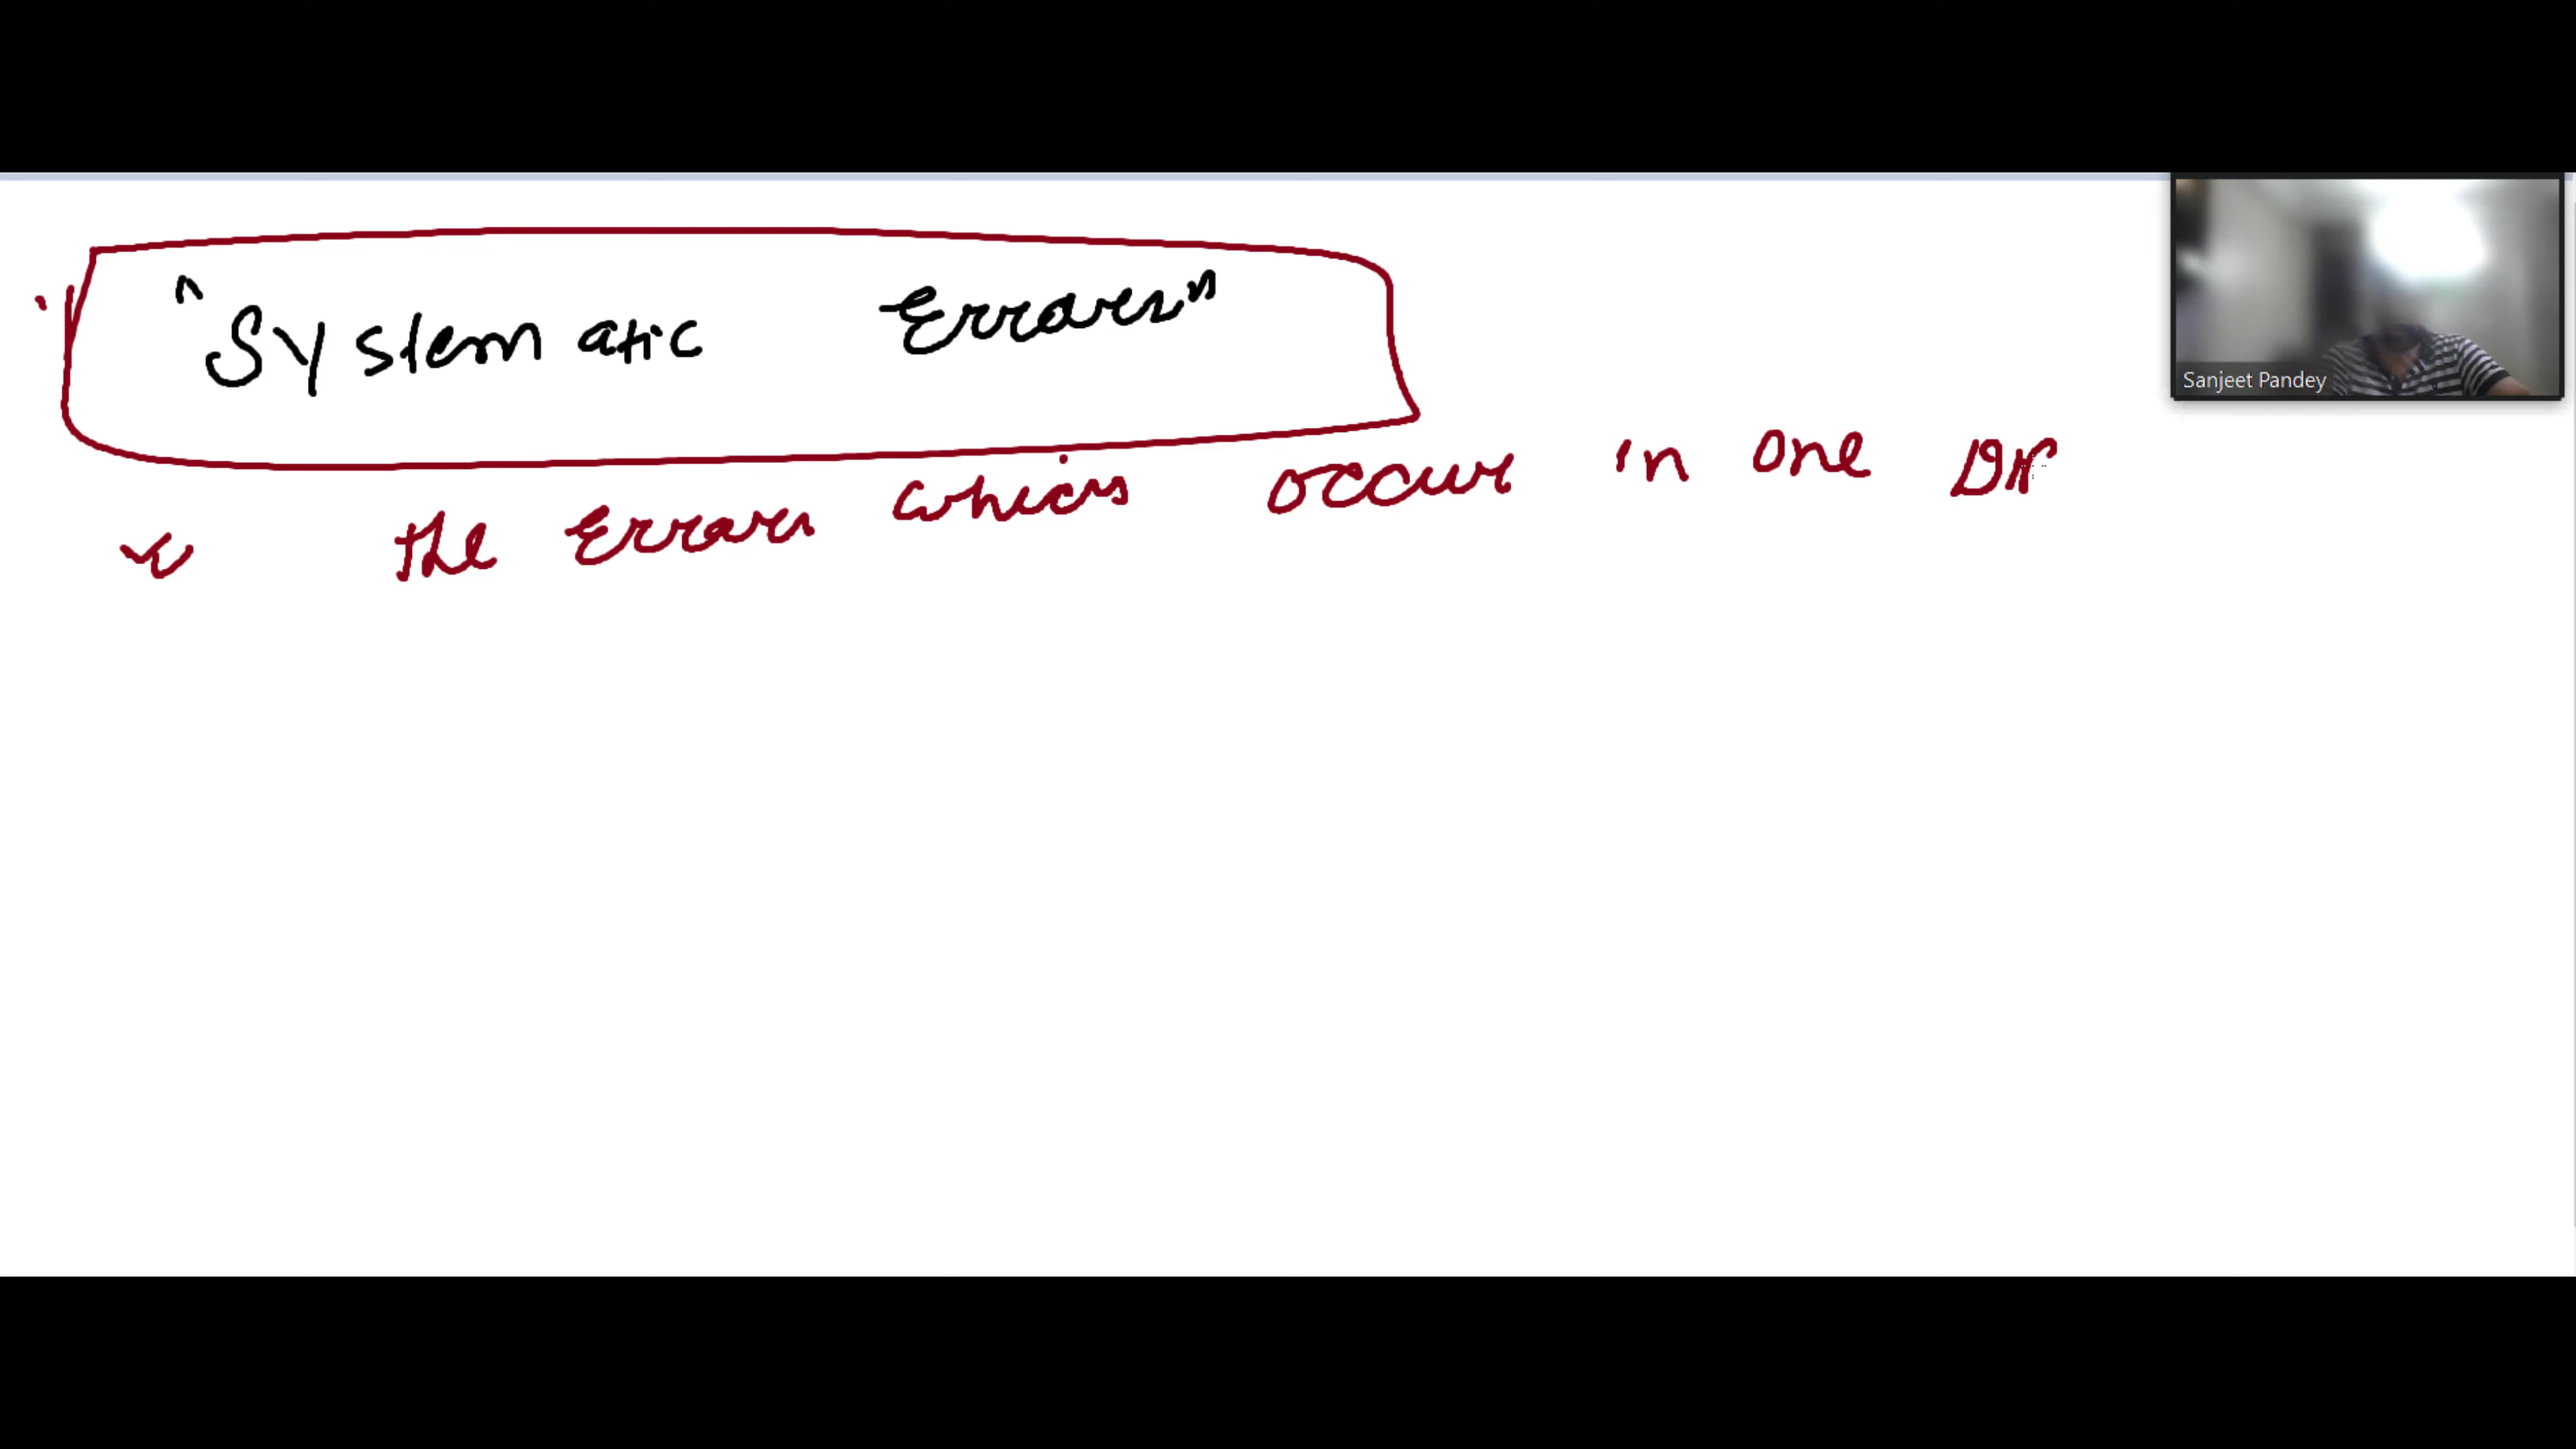 "Systematic Errors"
the Errors which occur in one Dir
Sanjeet Pandey